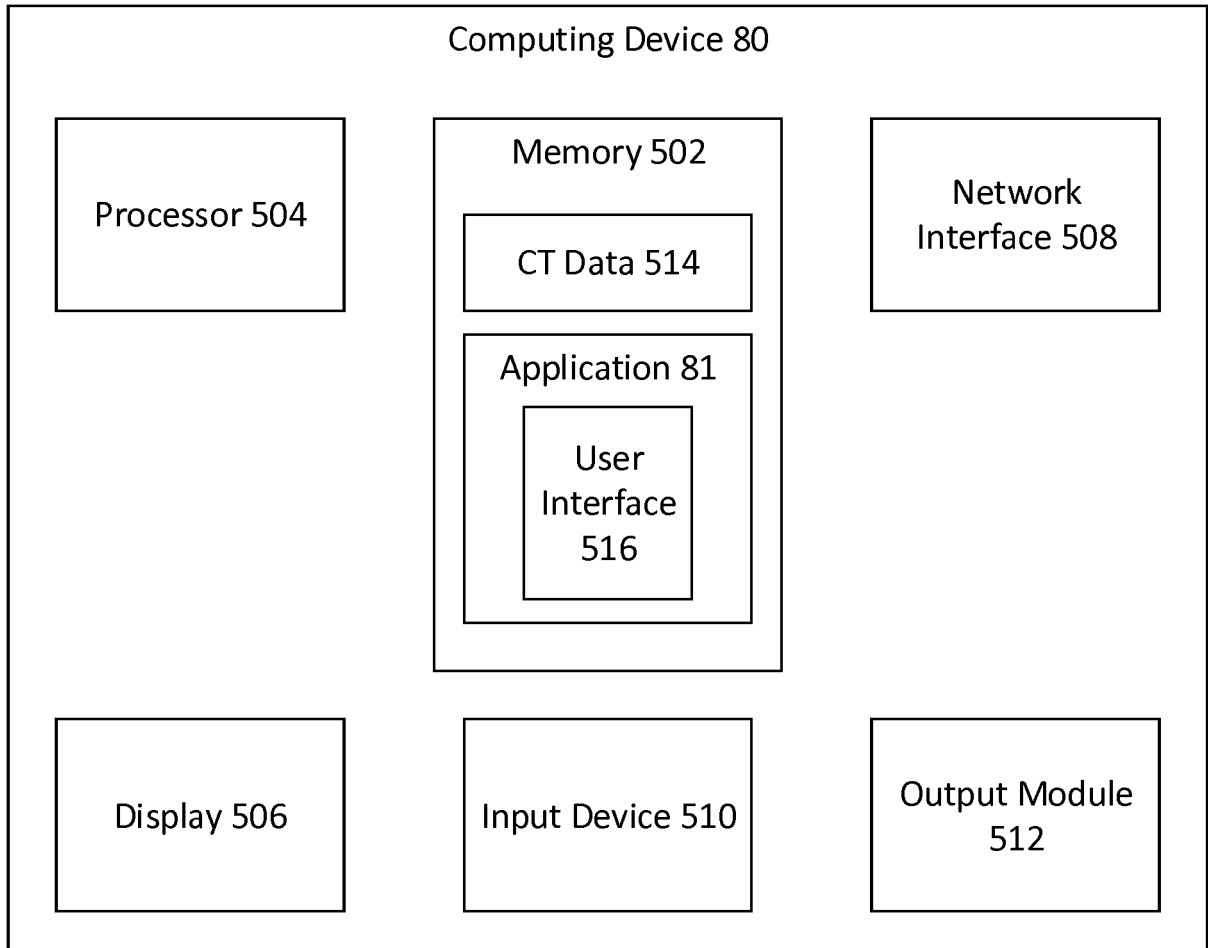 Computing Device 80
Processor 504
Memory 502
CT Data 514
Application 81
User
Interface
516
Network
Interface 508
Display 506
Input Device 510
Output Module
512